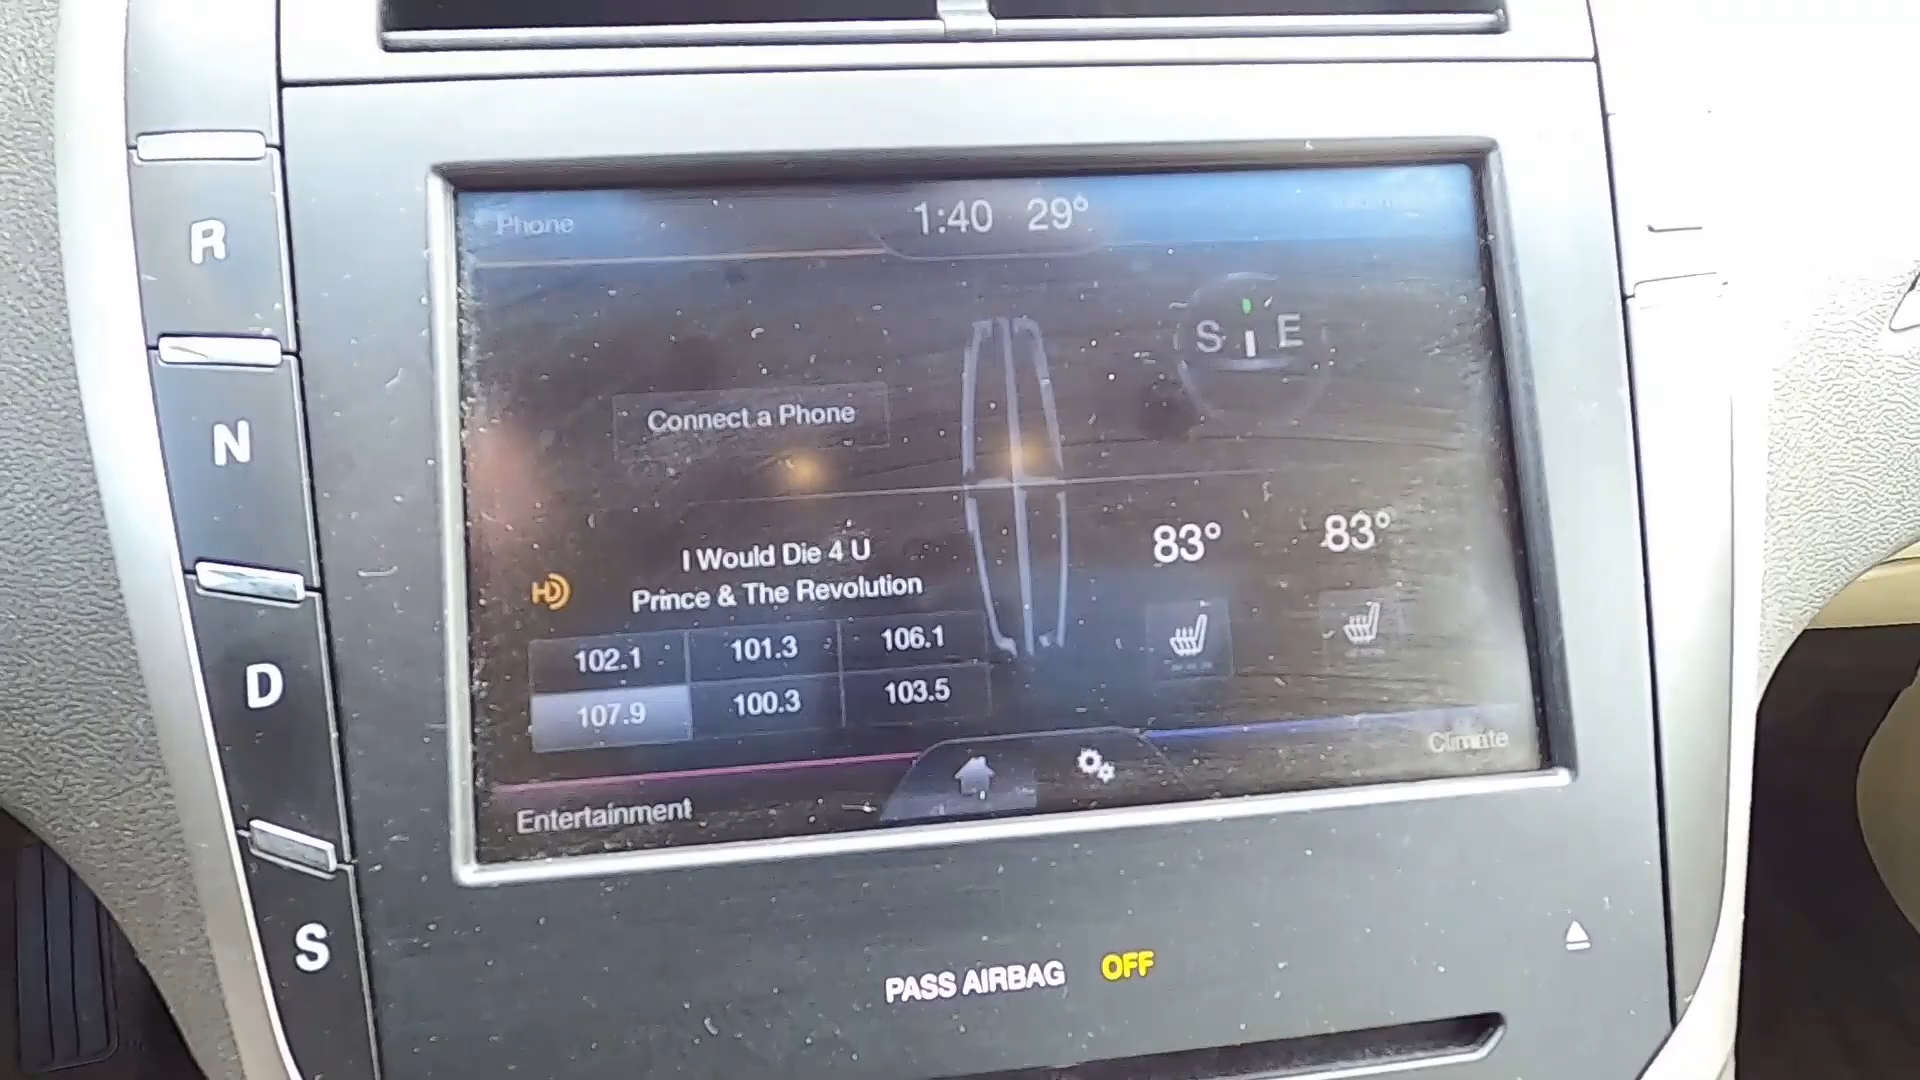 Phone
1:40 29°
S E
Connect a Phone
83° 83°
I Would Die 4 U
HD
Prince & The Revolution
102.1 101.3 106.1
107.9 100.3 103.5
Climate
Entertainment
PASS AIRBAG OFF
R
N
D
S